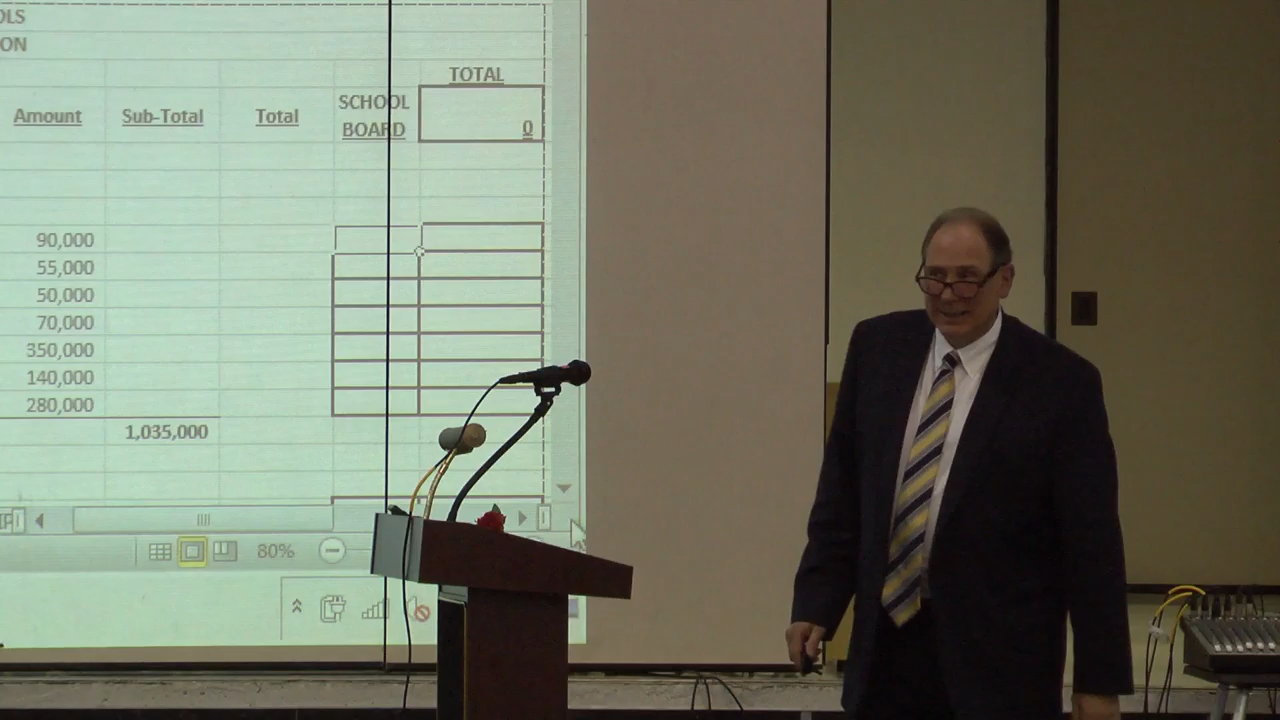 OLS
ON
TOTAL
Amount Sub-Total Total SCHOOL BOARD 0
90,000
55,000
50,000
70,000
350,000
140,000
280,000
1,035,000
80%